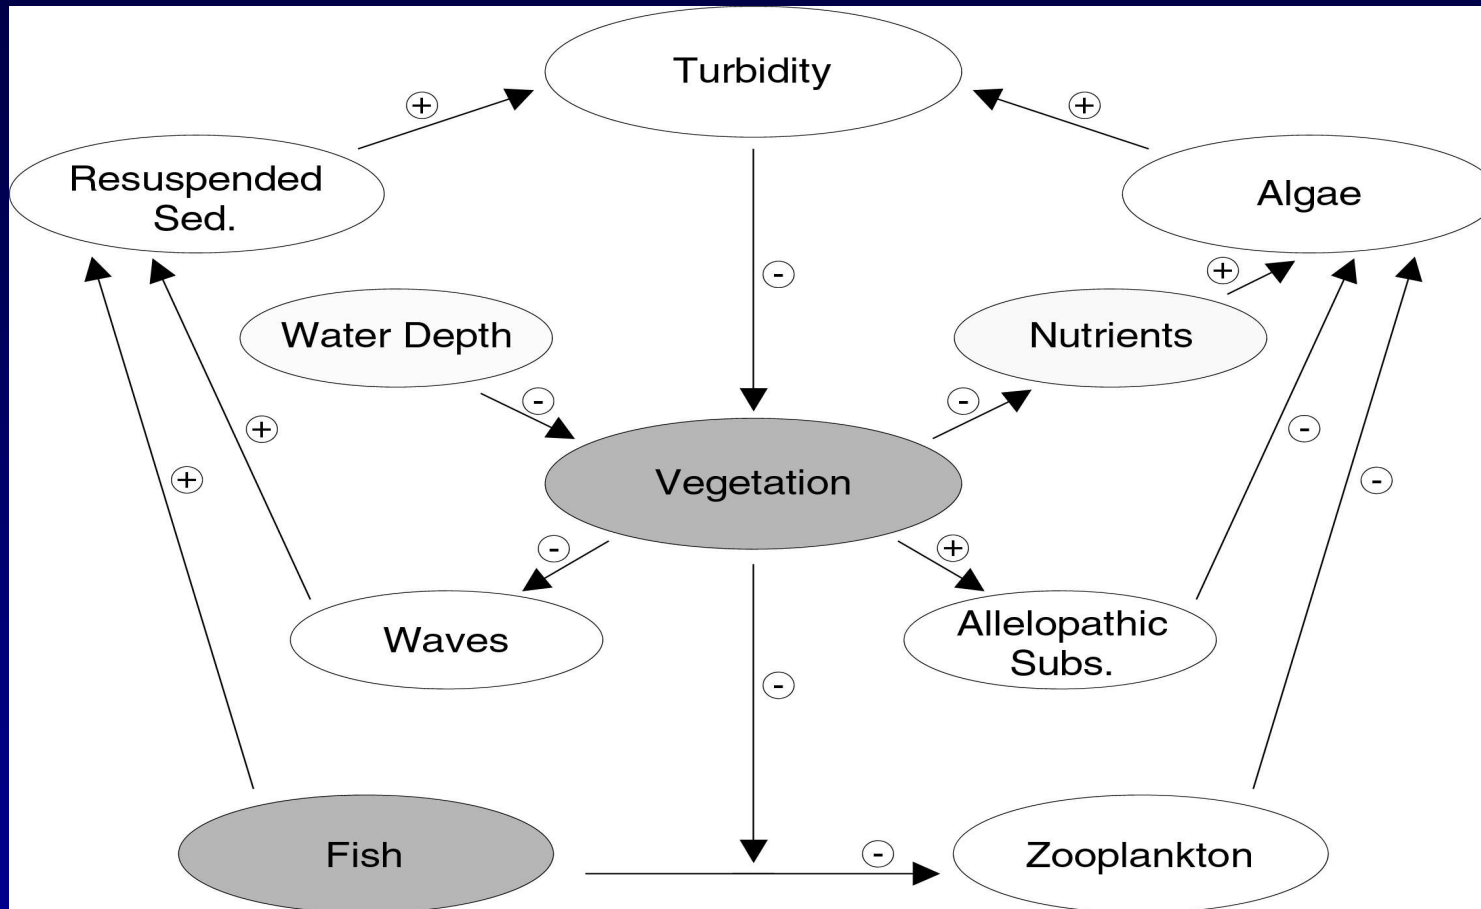 Turbidity
+
+
Resuspended
Sed.
Algae
-
+
Water Depth
Nutrients
-
-
+
-
Vegetation
+
-
-
+
Waves
Allelopathic
Subs.
-
Fish
-
Zooplankton